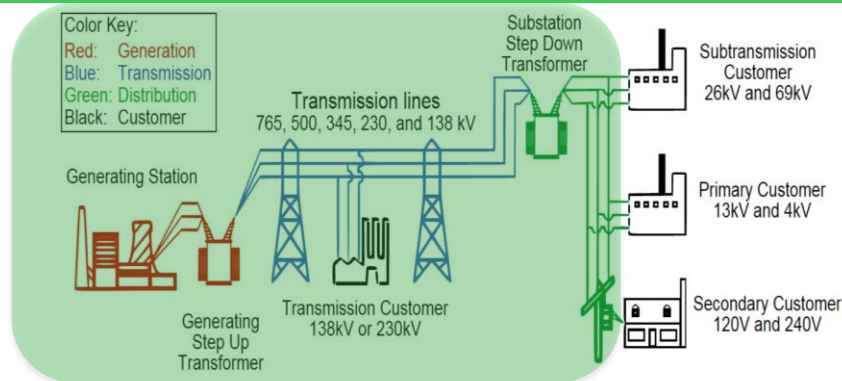 Color Key:
Red: Generation
Blue: Transmission
Green: Distribution
Black: Customer
Generating Station
Generating
Step Up
Transformer
Transmission lines
765, 500, 345, 230, and 138 kV
Transmission Customer
138kV or 230kV
Substation
Step Down
Transformer
Subtransmission
Customer
26kV and 69kV
Primary Customer
13kV and 4kV
Secondary Customer
120V and 240V